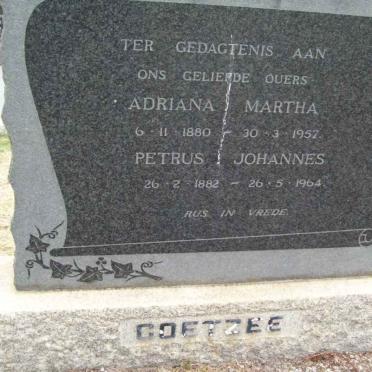 TER GEDAGTENIS AAN
ONS GELIEFDE OUERS
ADRIANA MARTHA
6 · 11 · 1880 – 30 · 3 · 1957.
PETRUS JOHANNES
26 · 2 · 1882 – 26 · 5 · 1964.
RUS IN VREDE.
COETZEE